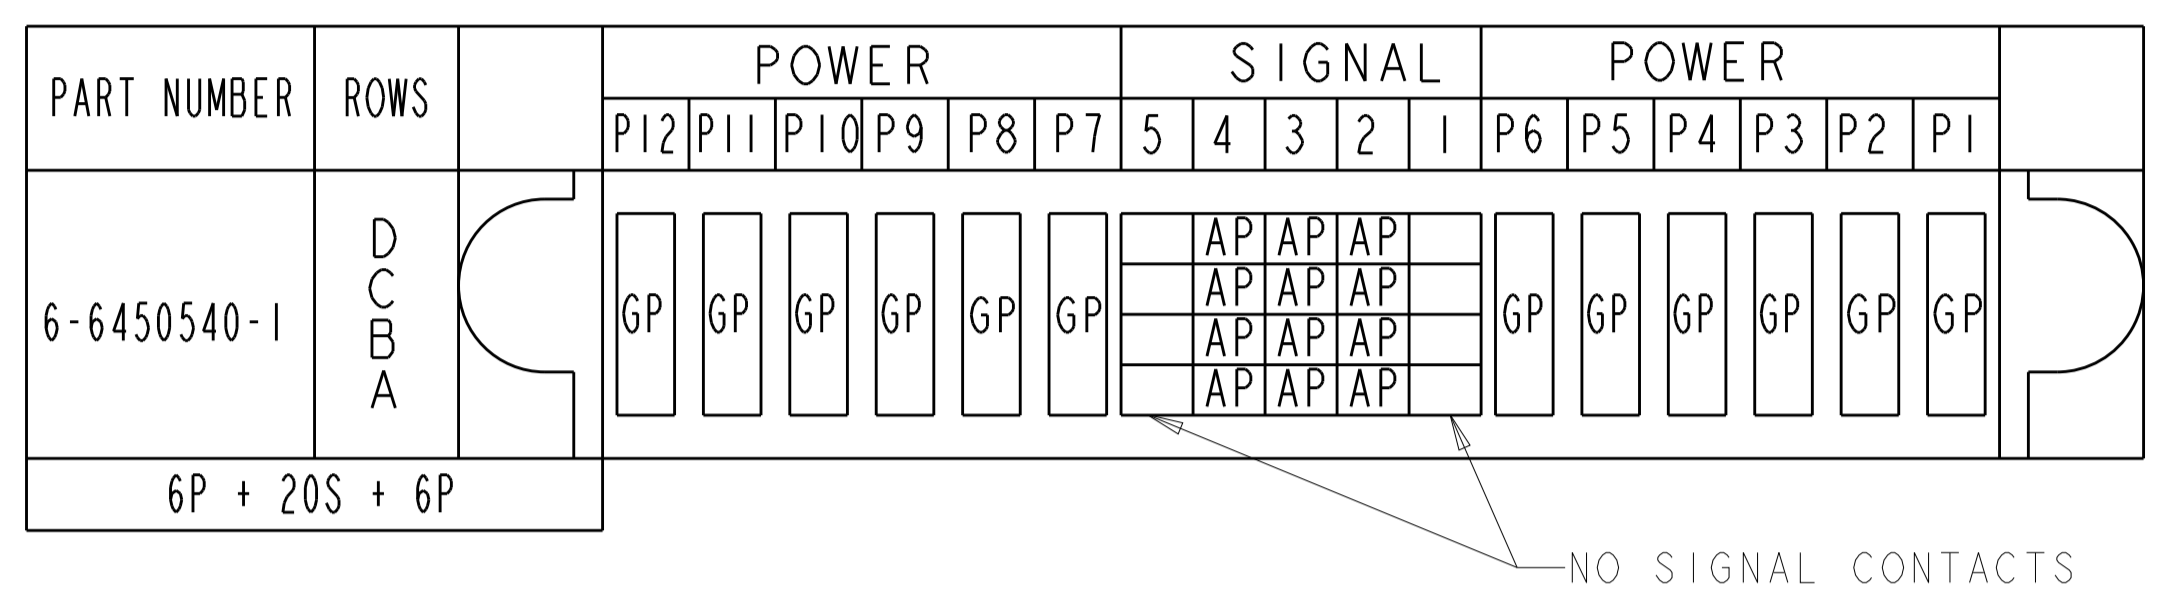 POWER SIGNAL POWER
PART NUMBER ROWS
P12 P11 P10 P9 P8 P7 5 4 3 2 1 P6 P5 P4 P3 P2 P1
D AP AP AP
C AP AP AP
6-6450540-1 GP GP GP GP GP GP GP GP GP GP GP GP
B AP AP AP
A AP AP AP
6P + 20S + 6P
NO SIGNAL CONTACTS